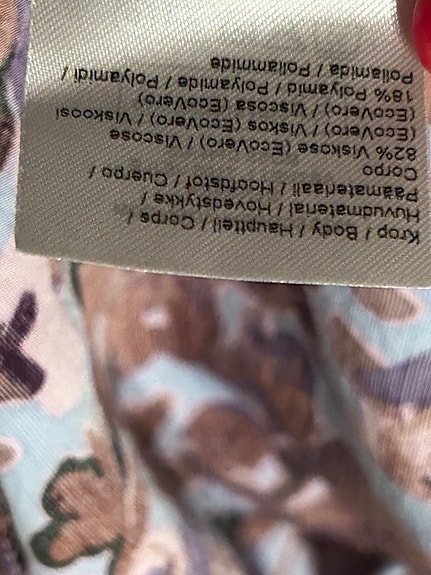 Krop / Body / Hauptteil / Corps /
Huvudmaterial / Hovedstykke /
Päämateriaali / Hoofdstof / Cuerpo /
Corpo
82% Viskose (EcoVero) / Viscose
(EcoVero) / Viskos (EcoVero) / Viskoosi
(EcoVero) / Viscosa (EcoVero)
18% Polyamide / Polyamid / Polyamidi /
Poliamida / Poliammide